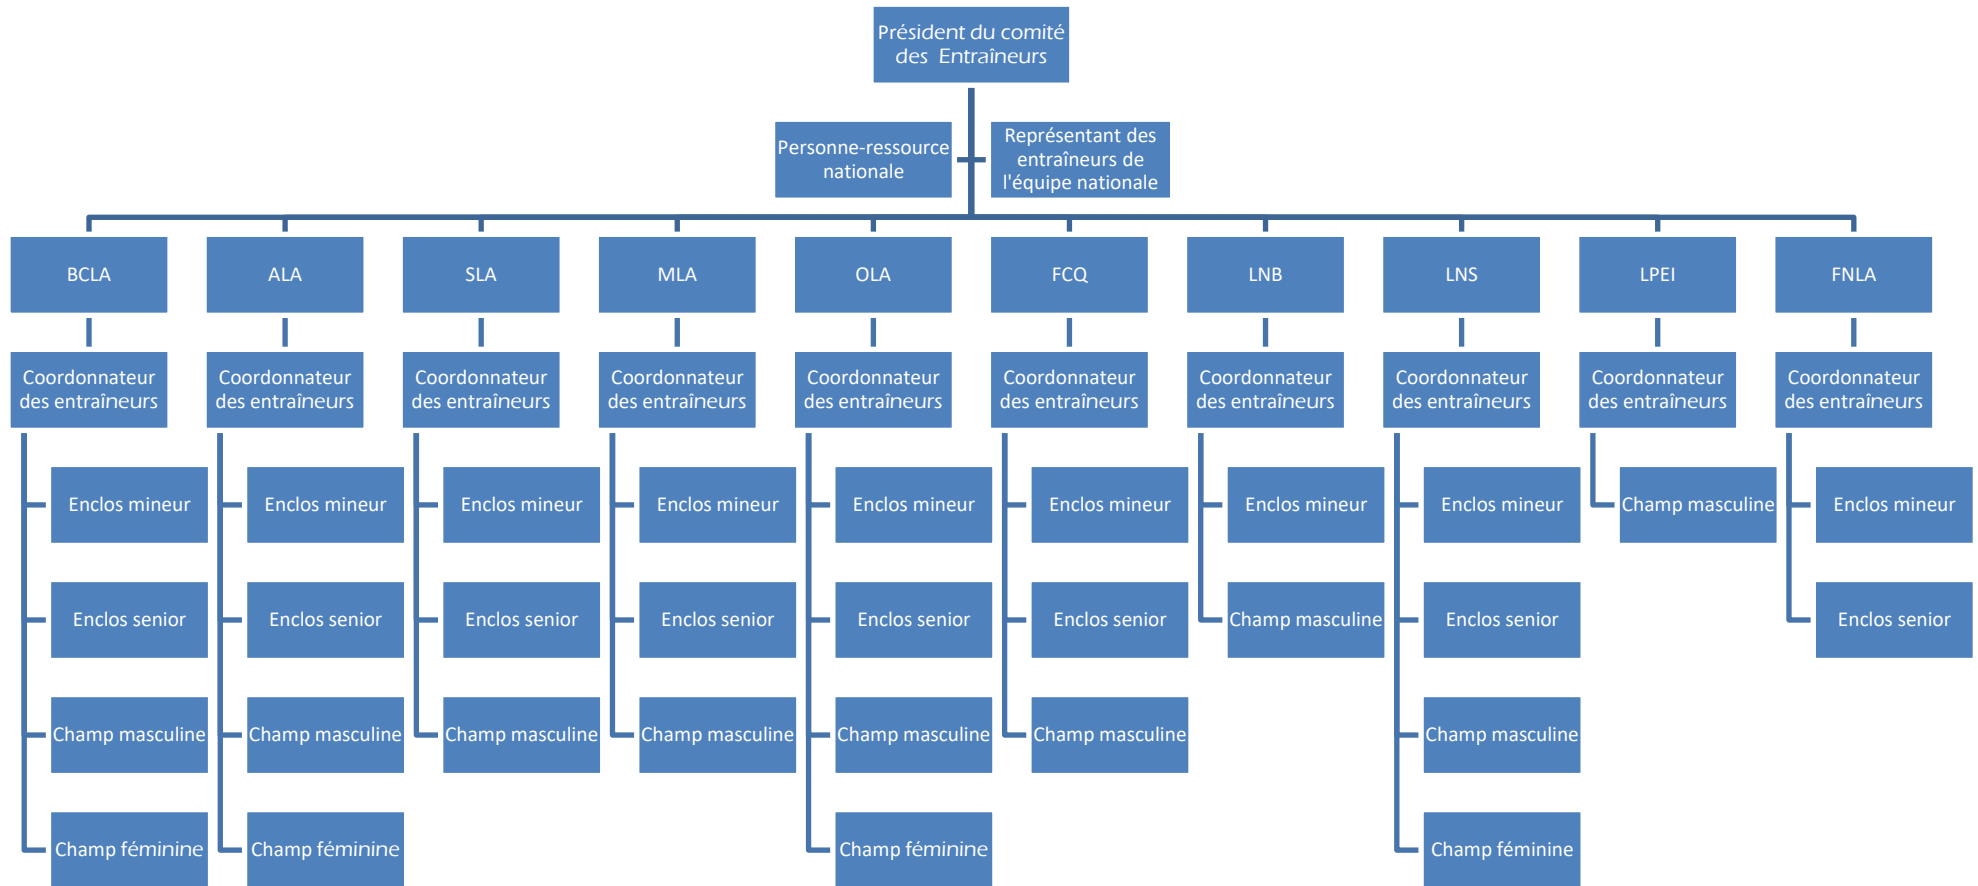 Président du comité
des Entraîneurs
Personne-ressource
nationale
Représentant des
entraîneurs de
l'équipe nationale
BCLA
ALA
SLA
MLA
OLA
FCQ
LNB
LNS
LPEI
FNLA
Coordonnateur
des entraîneurs
Coordonnateur
des entraîneurs
Coordonnateur
des entraîneurs
Coordonnateur
des entraîneurs
Coordonnateur
des entraîneurs
Coordonnateur
des entraîneurs
Coordonnateur
des entraîneurs
Coordonnateur
des entraîneurs
Coordonnateur
des entraîneurs
Coordonnateur
des entraîneurs
Enclos mineur
Enclos mineur
Enclos mineur
Enclos mineur
Enclos mineur
Enclos mineur
Enclos mineur
Enclos mineur
Champ masculine
Enclos mineur
Enclos senior
Enclos senior
Enclos senior
Enclos senior
Enclos senior
Enclos senior
Champ masculine
Enclos senior
Enclos senior
Champ masculine
Champ masculine
Champ masculine
Champ masculine
Champ masculine
Champ masculine
Champ masculine
Champ féminine
Champ féminine
Champ féminine
Champ féminine